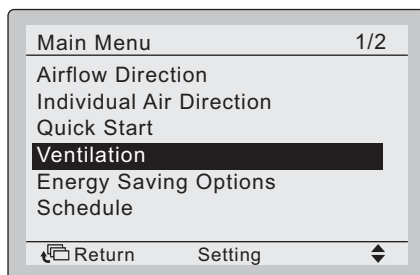 Main Menu 1/2
Airflow Direction
Individual Air Direction
Quick Start
Ventilation
Energy Saving Options
Schedule
Return Setting